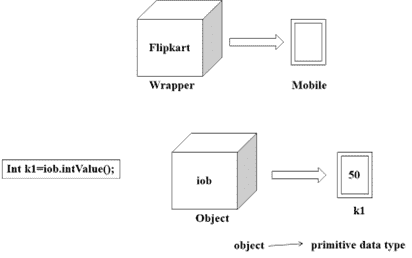 Flipkart
Wrapper
Mobile
Int k1=iob.intValue();
iob
50
Object
k1
object
primitive data type